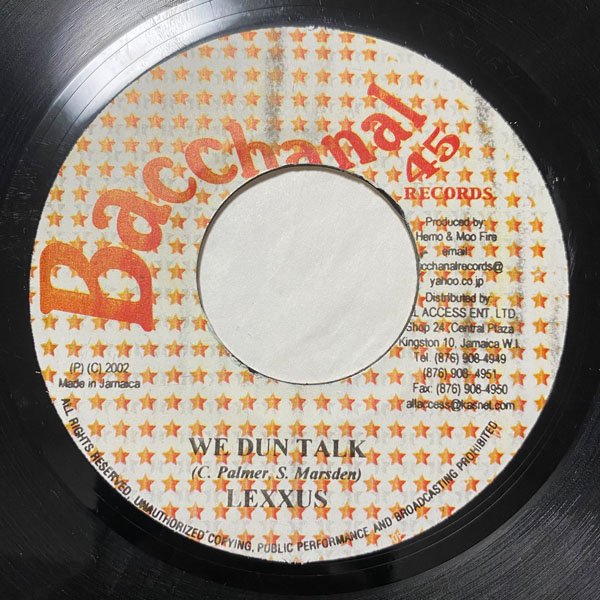 Bacchanal
45
RECORDS
Produced by:
Hemo & Moo Fire
email:
cchanalrecords@
yahoo.co.jp
Distributed by
L ACCESS ENT. LTD.
Shop 24, Central Plaza
Kingston 10, Jamaica W.I.
Tel. (876) 908-4949
(876) 908-4951
Fax: (876) 908-4950
allaccess@kasnet.com
(P) (C) 2002
Made in Jamaica
WE DUN TALK
(C. Palmer, S. Marsden)
LEXXUS
ALL RIGHTS RESERVED, UNAUTHORIZED COPYING, PUBLIC PERFORMANCE AND BROADCASTING PROHIBITED